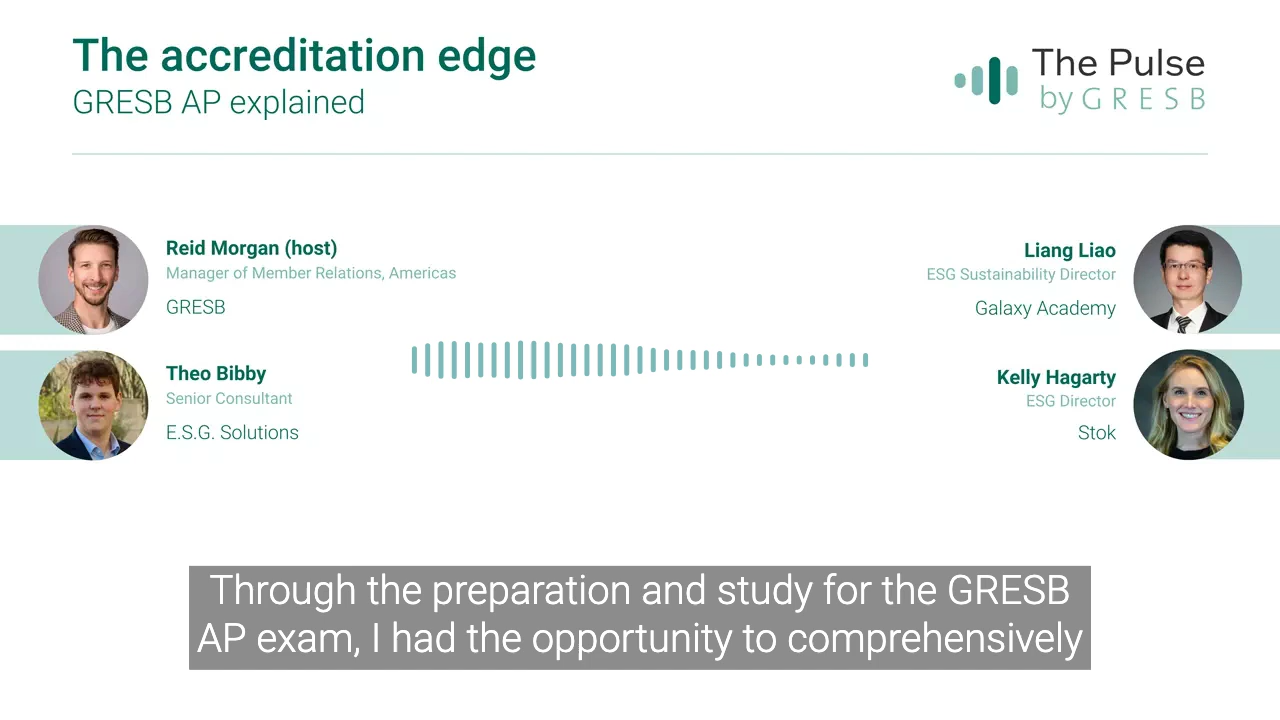 The accreditation edge
GRESB AP explained
The Pulse
by GRESB
Reid Morgan (host)
Manager of Member Relations, Americas
GRESB
Theo Bibby
Senior Consultant
E.S.G. Solutions
Liang Liao
ESG Sustainability Director
Galaxy Academy
Kelly Hagarty
ESG Director
Stok
Through the preparation and study for the GRESB
AP exam, I had the opportunity to comprehensively